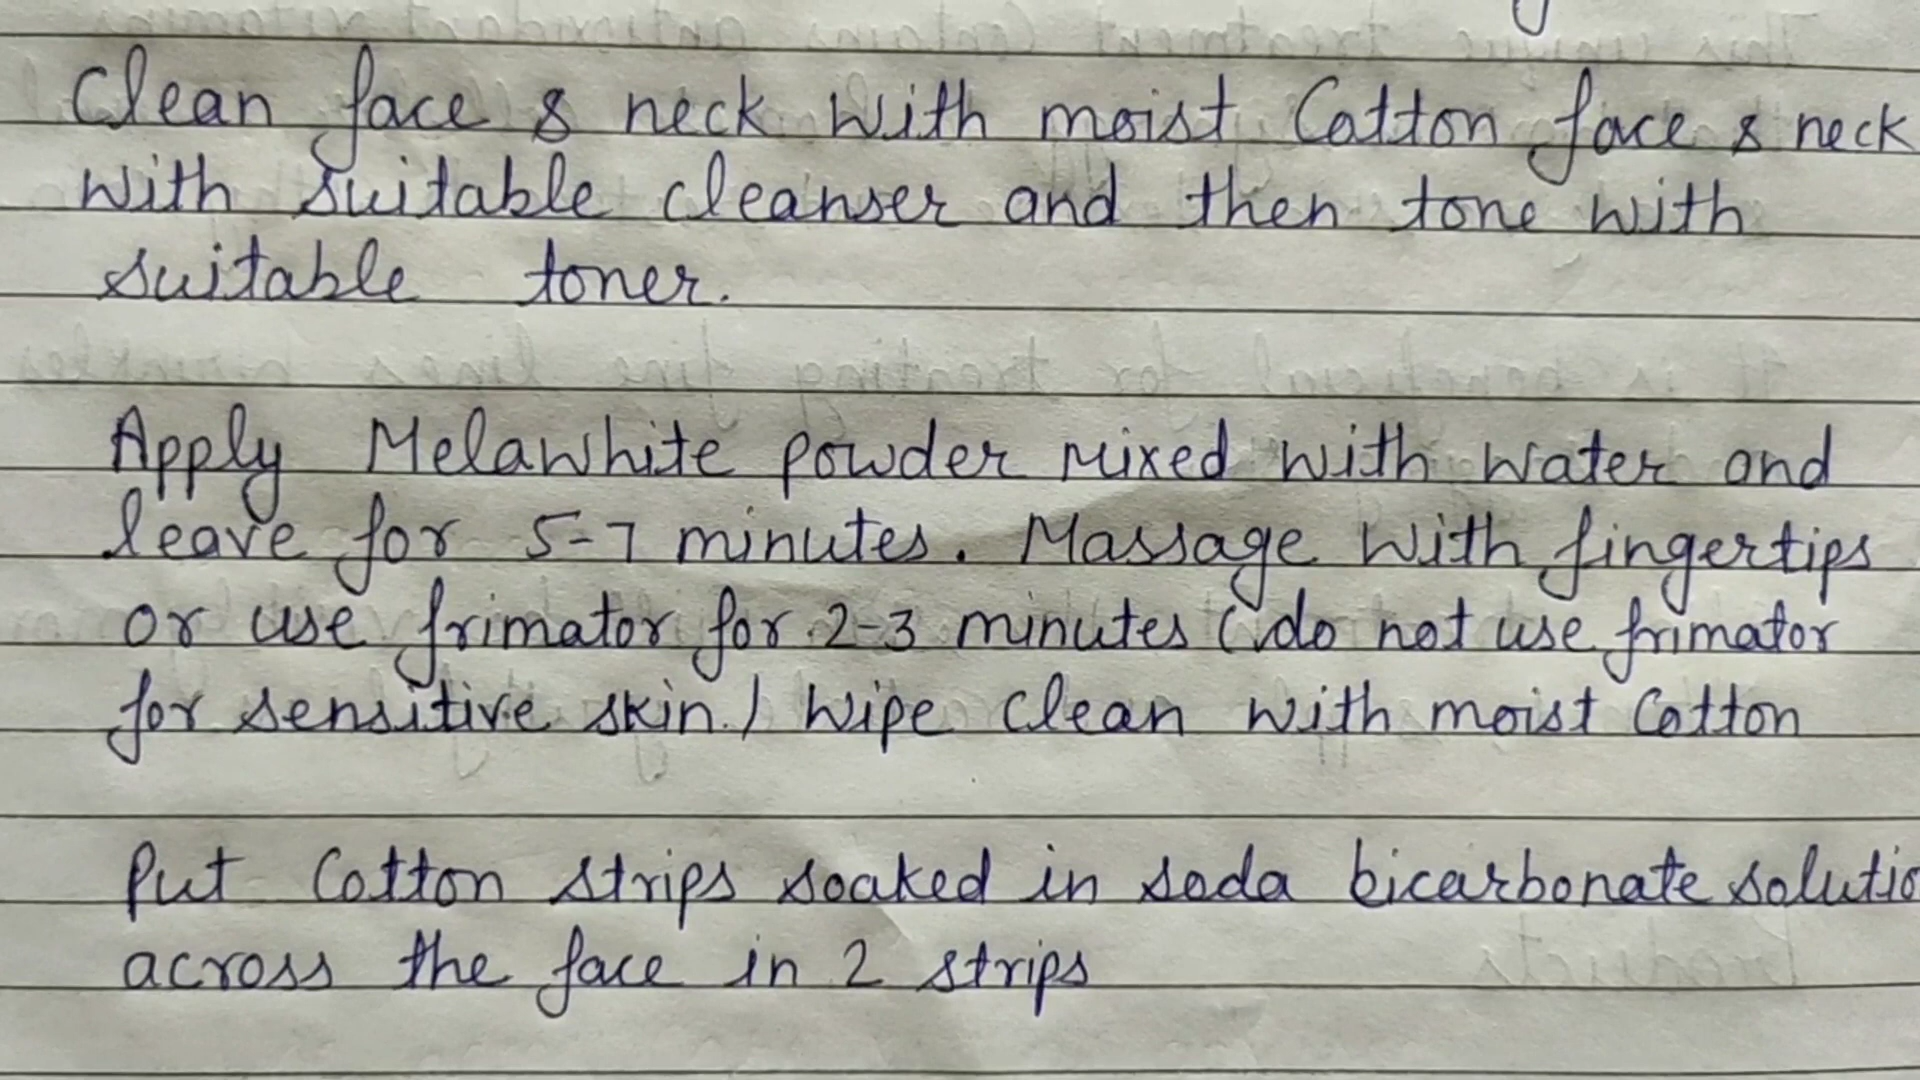 Clean face & neck with moist Cotton face & neck
with suitable cleanser and then tone with
suitable toner.
Apply Melawhite powder mixed with water and
leave for 5-7 minutes. Massage with fingertips
or use frimator for 2-3 minutes (do not use frimator
for sensitive skin.) wipe clean with moist Cotton
Put Cotton strips soaked in soda bicarbonate solutio
across the face in 2 strips